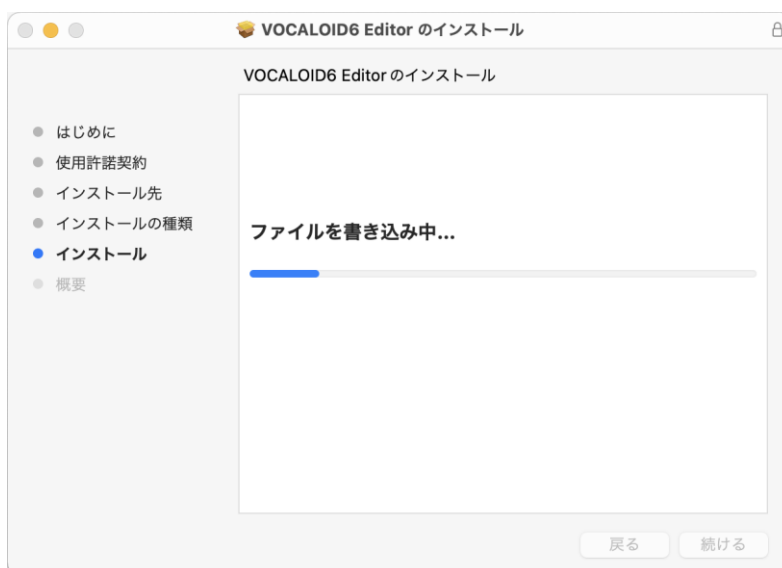 VOCALOID6 Editor のインストール
VOCALOID6 Editor のインストール
はじめに
使用許諾契約
インストール先
インストールの種類
インストール
概要
ファイルを書き込み中...
戻る
続ける